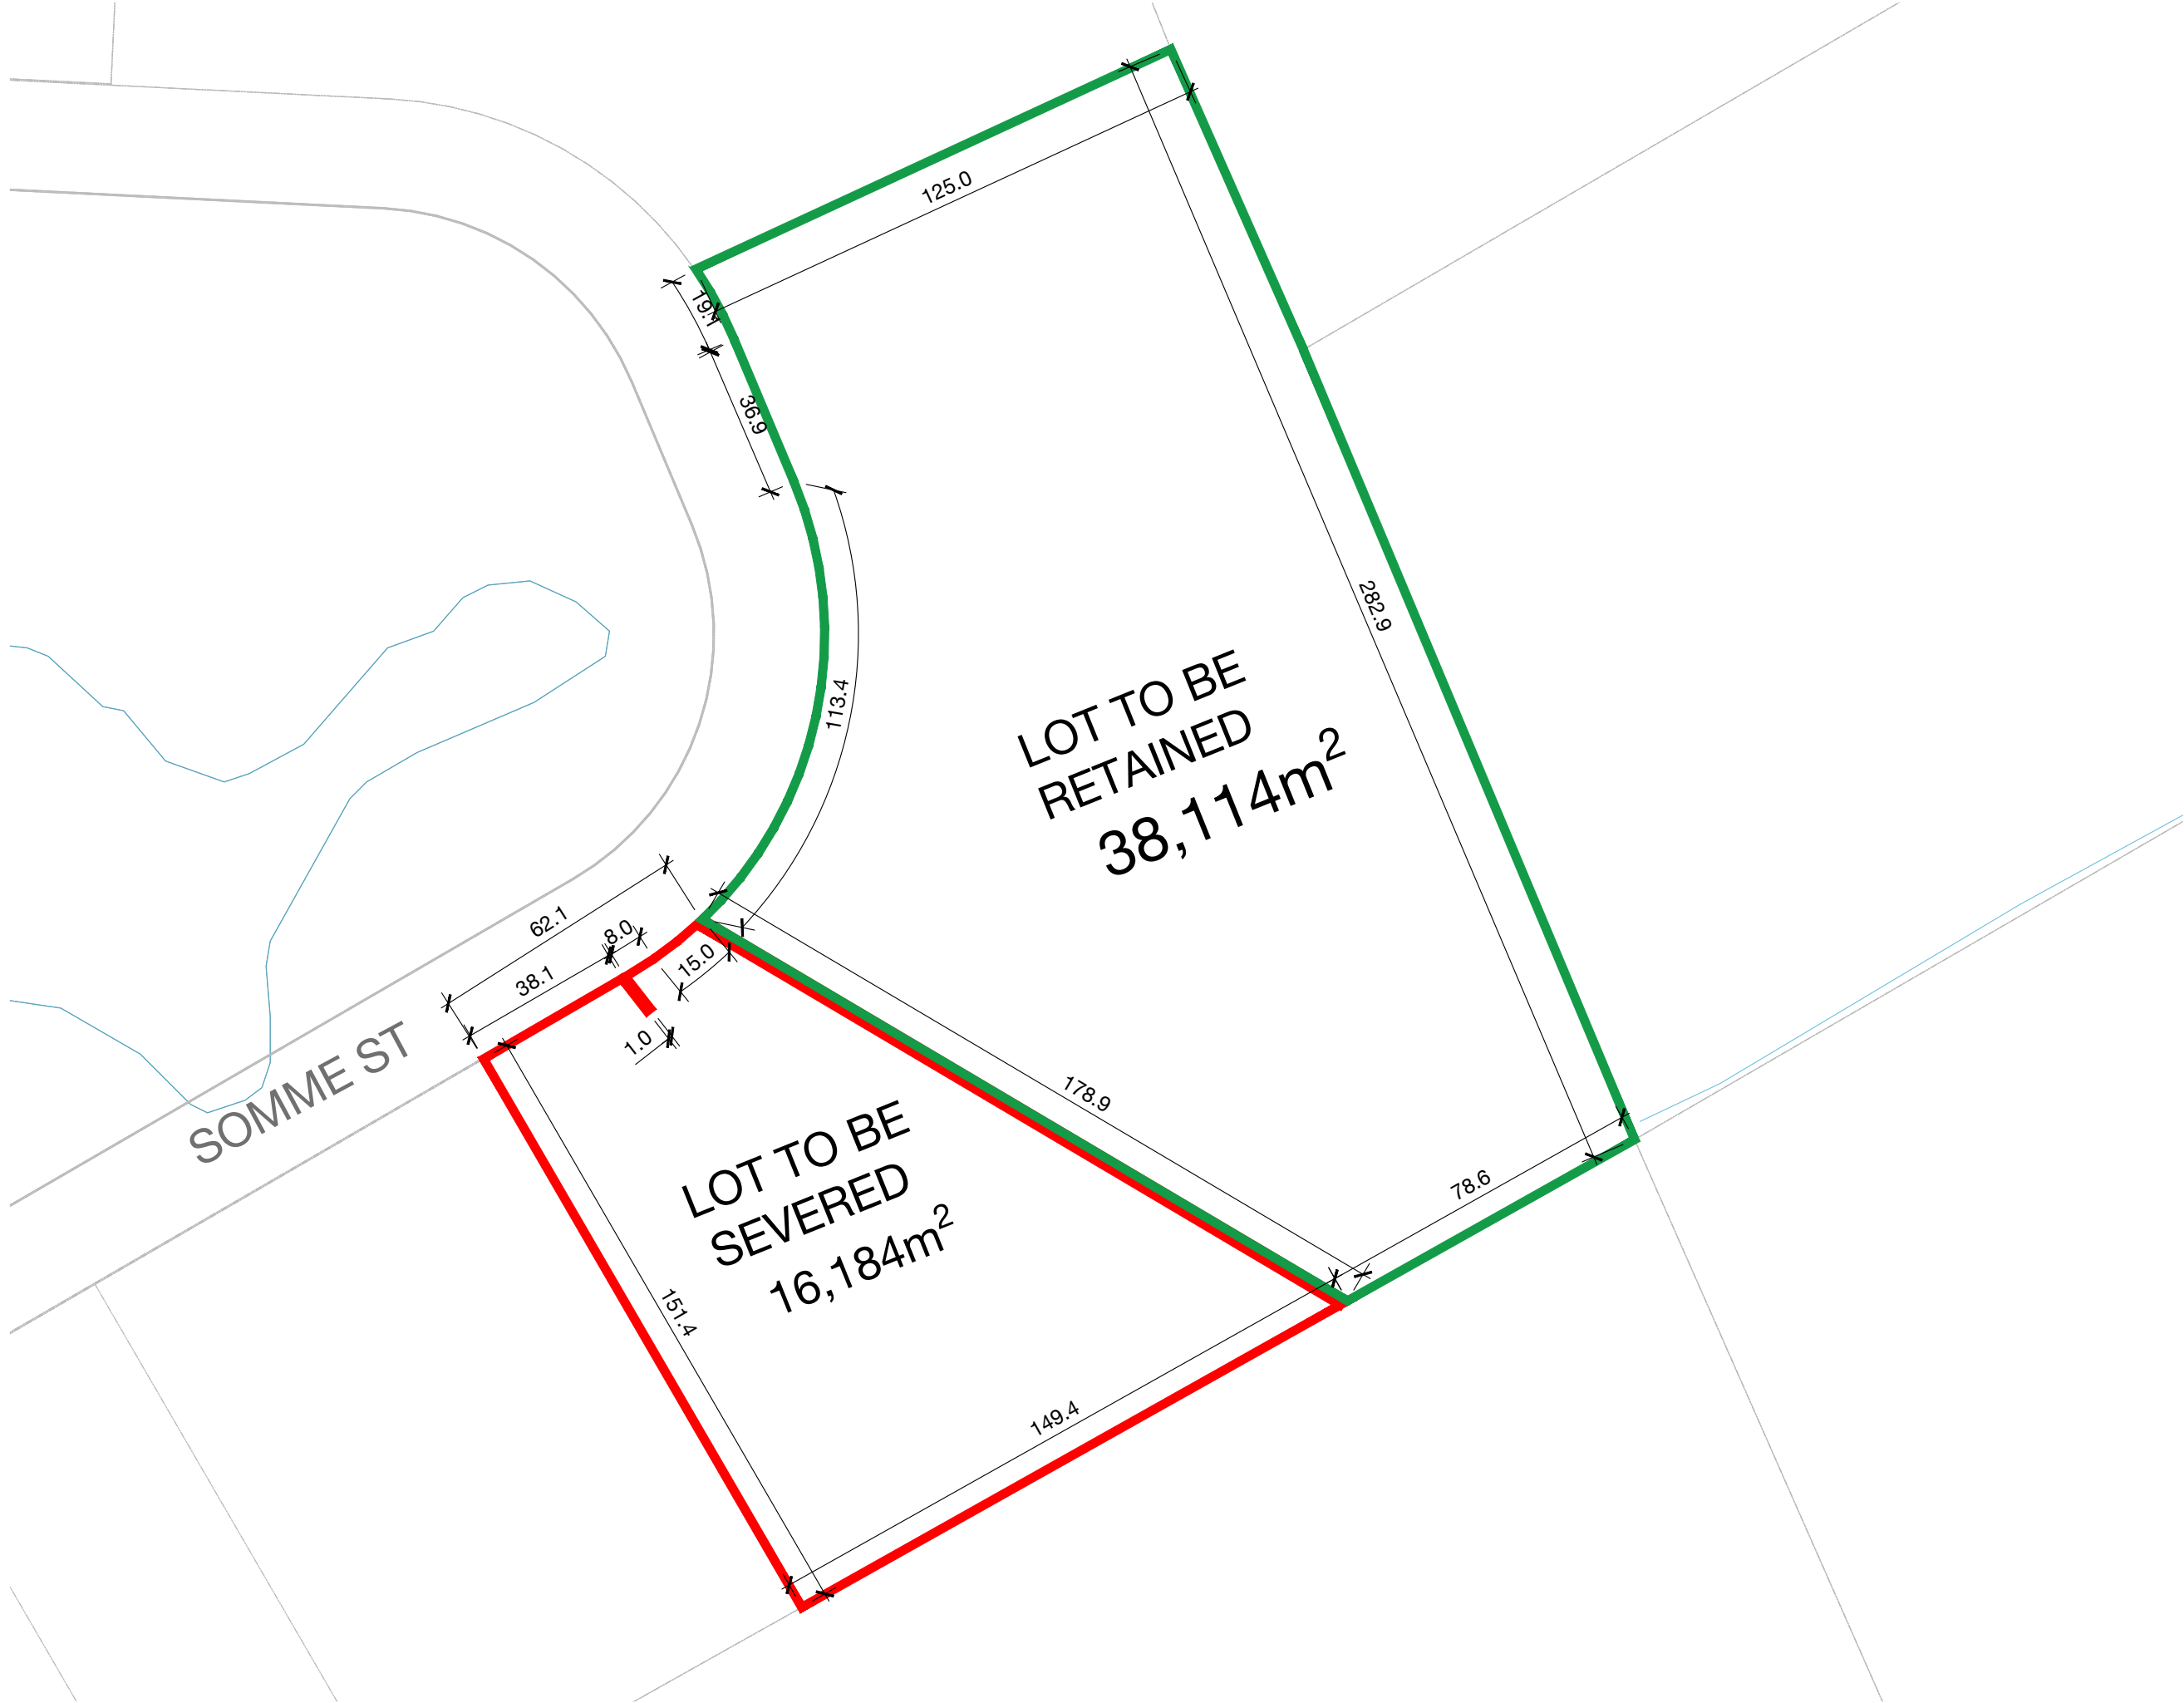 125.0
19.1
36.9
282.9
113.4
LOT TO BE
RETAINED
38,114m²
62.1
8.0
38.1
15.0
1.0
SOMME ST
178.9
78.6
LOT TO BE
SEVERED
16,184m²
151.4
149.4